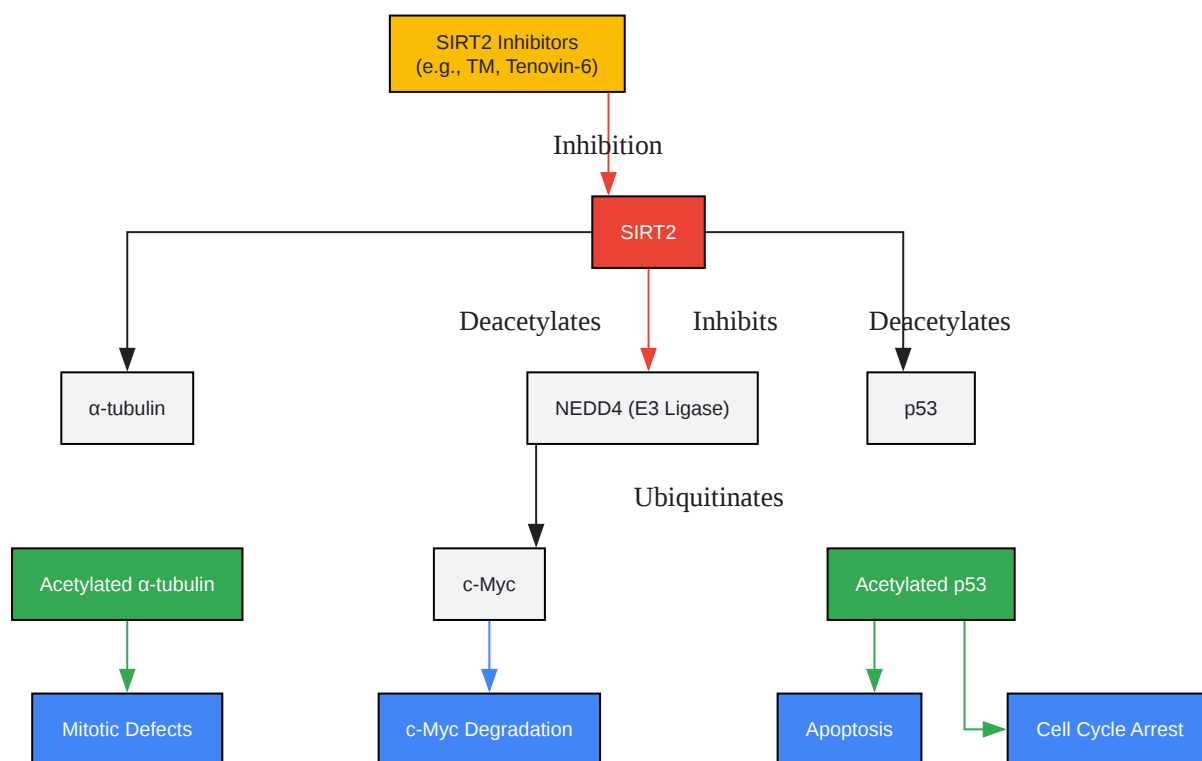 SIRT2 Inhibitors
(e.g., TM, Tenovin-6)
Inhibition
SIRT2
Deacetylates
Inhibits
Deacetylates
α-tubulin
NEDD4 (E3 Ligase)
p53
Ubiquitinates
Acetylated α-tubulin
c-Myc
Acetylated p53
Mitotic Defects
c-Myc Degradation
Apoptosis
Cell Cycle Arrest